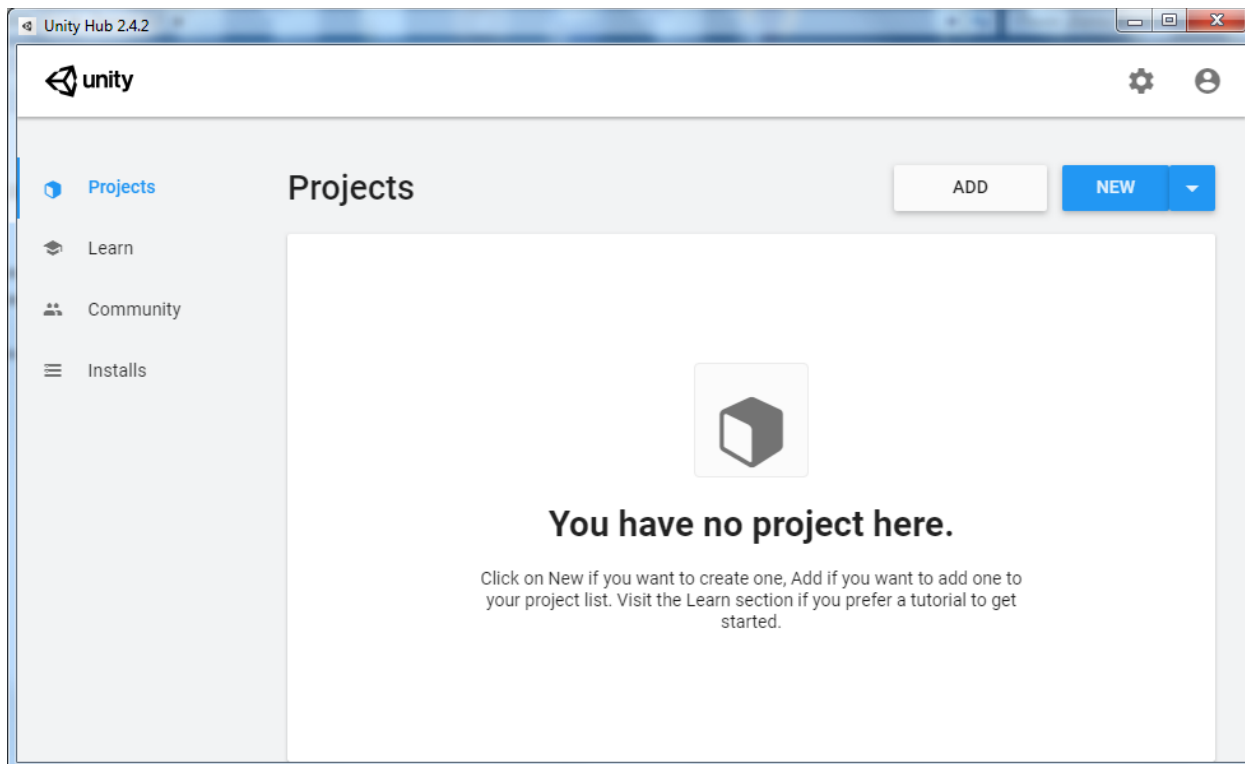 Unity Hub 2.4.2
unity
Projects
Learn
Community
Installs
Projects
ADD
NEW
You have no project here.
Click on New if you want to create one, Add if you want to add one to
your project list. Visit the Learn section if you prefer a tutorial to get
started.